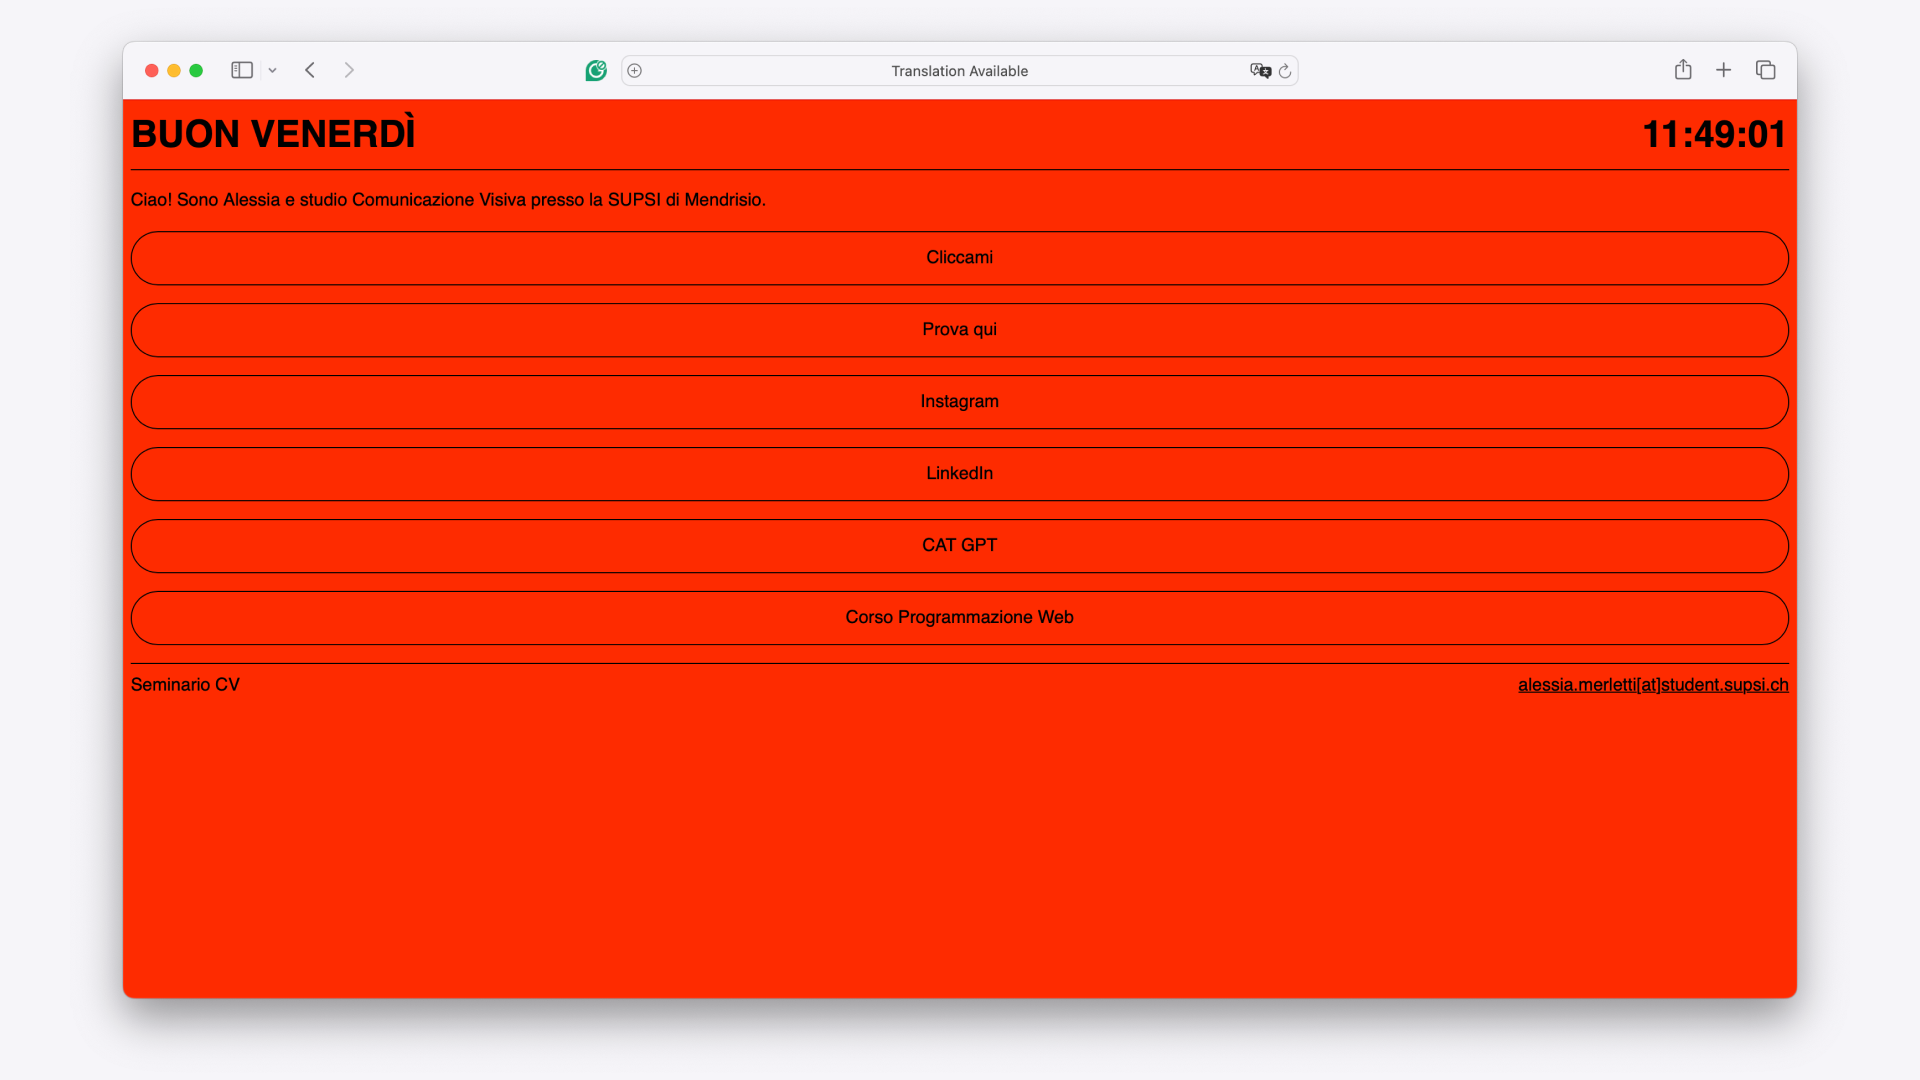 Translation Available
BUON VENERDÌ
11:49:01
Ciao! Sono Alessia e studio Comunicazione Visiva presso la SUPSI di Mendrisio.
Cliccami
Prova qui
Instagram
LinkedIn
CAT GPT
Corso Programmazione Web
Seminario CV
alessia.merletti[at]student.supsi.ch